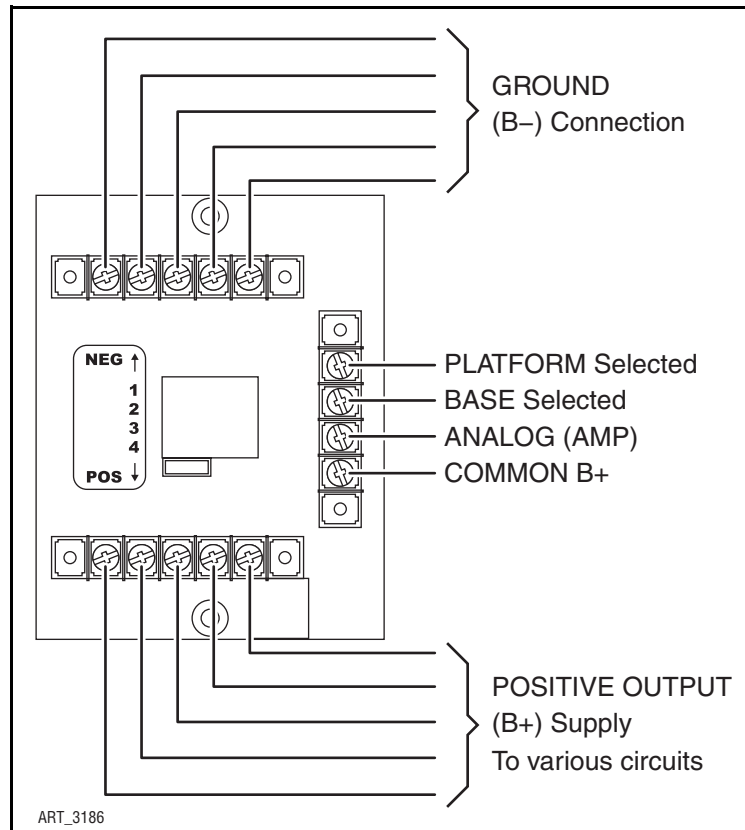 GROUND
(B–) Connection
NEG ↑
1
2
3
4
POS ↓
PLATFORM Selected
BASE Selected
ANALOG (AMP)
COMMON B+
POSITIVE OUTPUT
(B+) Supply
To various circuits
ART_3186